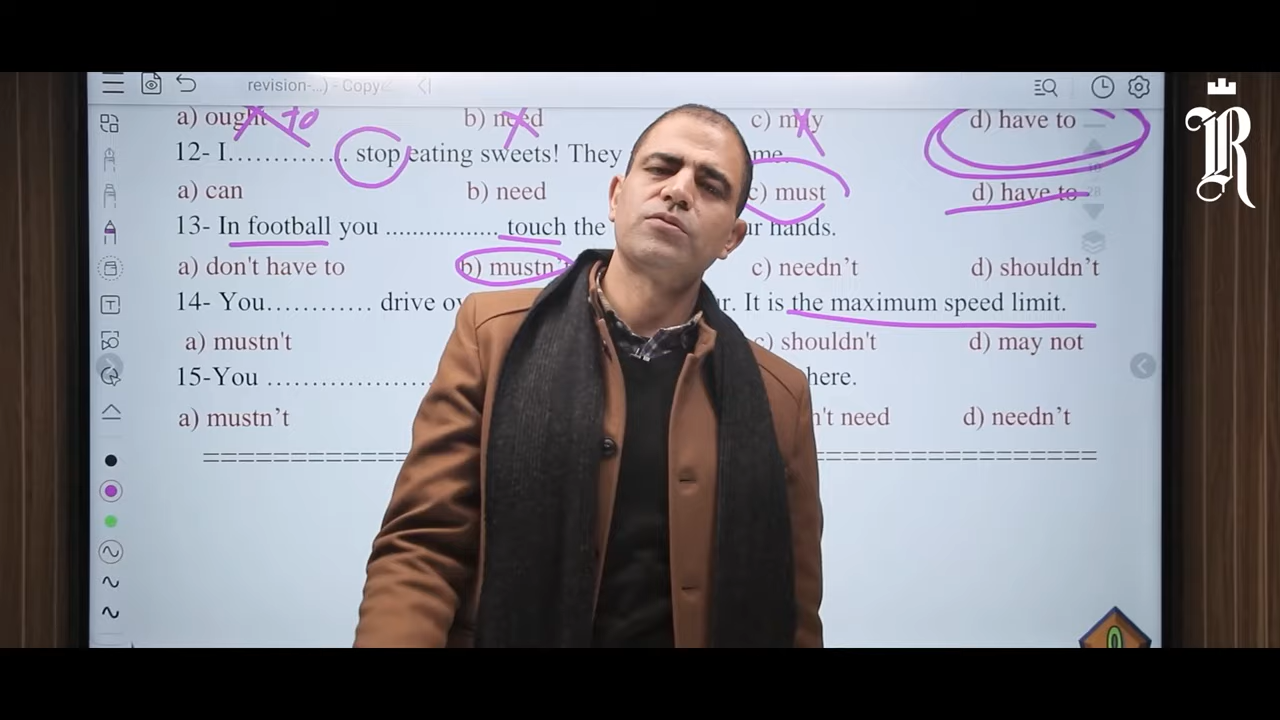 revision-...) - Copy
a) ought to b) need c) may d) have to
12- I............. stop eating sweets! They me.
a) can b) need c) must d) have to
13- In football you ................. touch the hands.
a) don't have to b) mustn't c) needn't d) shouldn't
14- You............ drive It is the maximum speed limit.
a) mustn't c) shouldn't d) may not
15-You .................... here.
a) mustn't need d) needn't
R